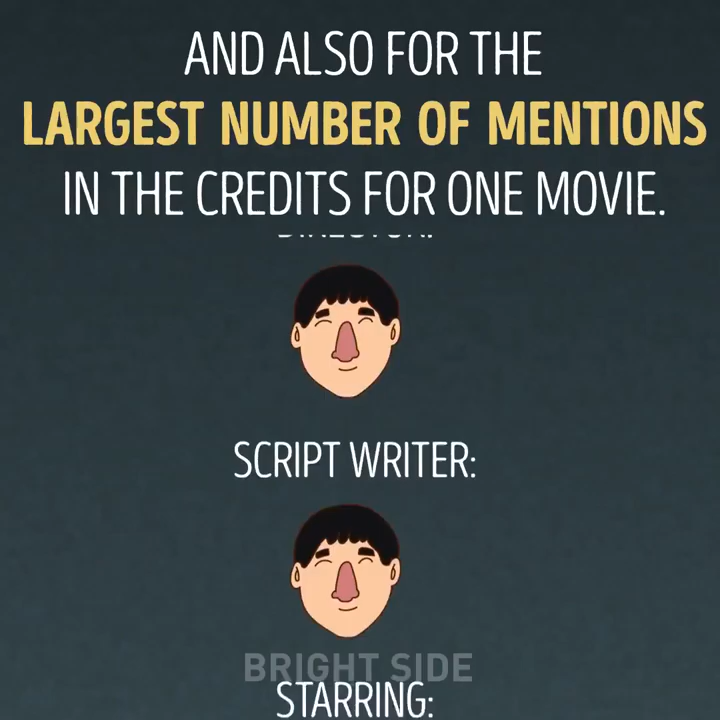 AND ALSO FOR THE
LARGEST NUMBER OF MENTIONS
IN THE CREDITS FOR ONE MOVIE.
SCRIPT WRITER:
BRIGHT SIDE
STARRING: